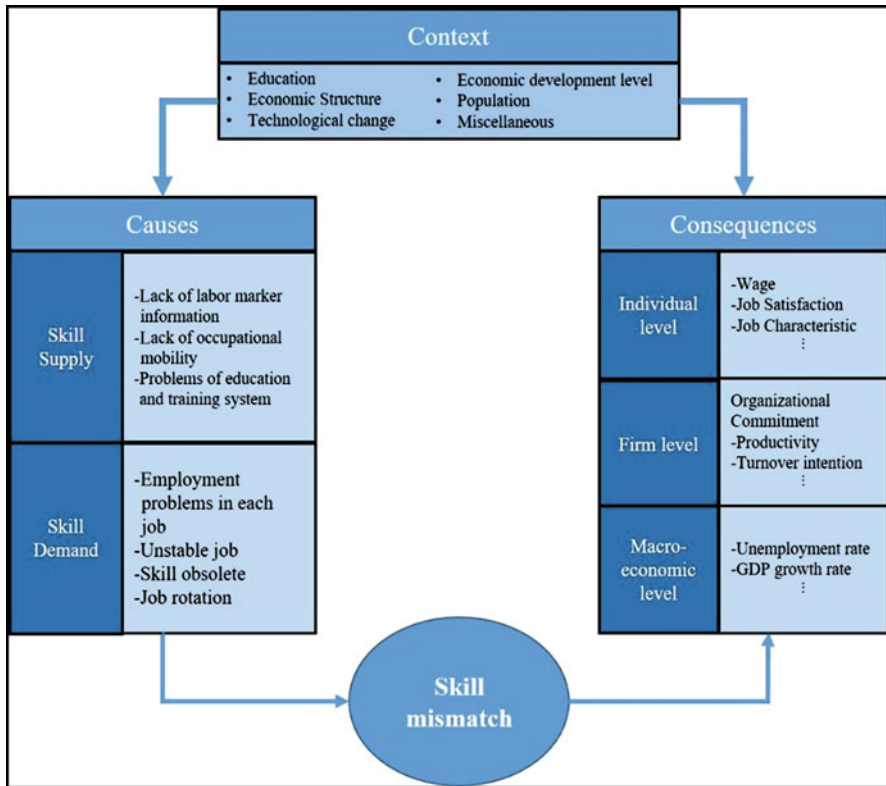 Context
• Education
• Economic Structure
• Technological change
• Economic development level
• Population
• Miscellaneous
Causes
Skill
Supply
-Lack of labor marker
information
-Lack of occupational
mobility
-Problems of education
and training system
Skill
Demand
-Employment
problems in each
job
-Unstable job
-Skill obsolete
-Job rotation
Consequences
Individual
level
-Wage
-Job Satisfaction
-Job Characteristic
⋮
Firm level
Organizational
Commitment
-Productivity
-Turnover intention
⋮
Macro-
economic
level
-Unemployment rate
-GDP growth rate
⋮
Skill
mismatch